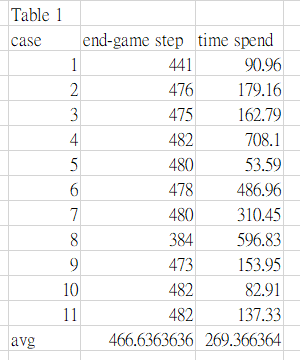 Table 1
case end-game step time spend
1 441 90.96
2 476 179.16
3 475 162.79
4 482 708.1
5 480 53.59
6 478 486.96
7 480 310.45
8 384 596.83
9 473 153.95
10 482 82.91
11 482 137.33
avg 466.6363636 269.366364